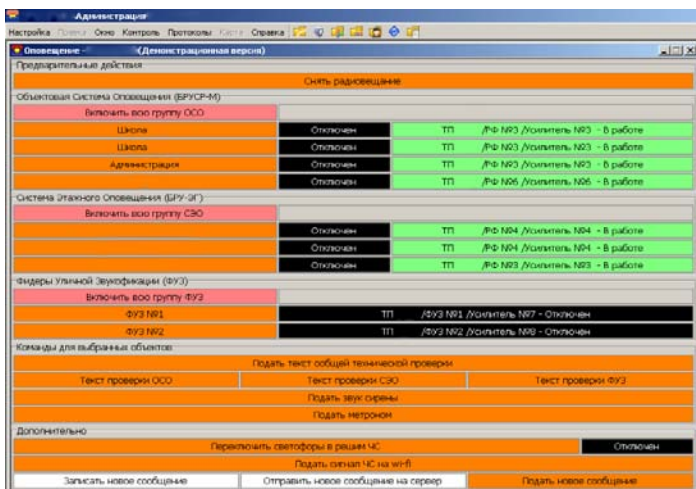 Администрация
Настройка Правка Окно Контроль Протоколы Карта Справка
Оповещение - (Демонстрационная версия)
Предварительные действия
Снять радиовещание
Объектовая Система Оповещения (БРУСР-М)
Включить всю группу ОСО
Школа Отключен ТП /РФ №3 /Усилитель №3 - В работе
Школа Отключен ТП /РФ №3 /Усилитель №3 - В работе
Администрация Отключен ТП /РФ №3 /Усилитель №3 - В работе
Отключен ТП /РФ №6 /Усилитель №6 - В работе
Система Этажного Оповещения (БРУ-ЭГ)
Включить всю группу СЭО
Отключен ТП /РФ №4 /Усилитель №4 - В работе
Отключен ТП /РФ №4 /Усилитель №4 - В работе
Отключен ТП /РФ №3 /Усилитель №3 - В работе
Фидеры Уличной Звукофикации (ФУЗ)
Включить всю группу ФУЗ
ФУЗ №1 ТП /ФУЗ №1 /Усилитель №7 - Отключен
ФУЗ №2 ТП /ФУЗ №2 /Усилитель №8 - Отключен
Команды для выбранных объектов
Подать текст общей технической проверки
Текст проверки ОСО Текст проверки СЭО Текст проверки ФУЗ
Подать звук сирены
Подать метроном
Дополнительно
Переключить светофоры в режим ЧС Отключен
Подать сигнал ЧС на wi-fi
Записать новое сообщение Отправить новое сообщение на сервер Подать новое сообщение